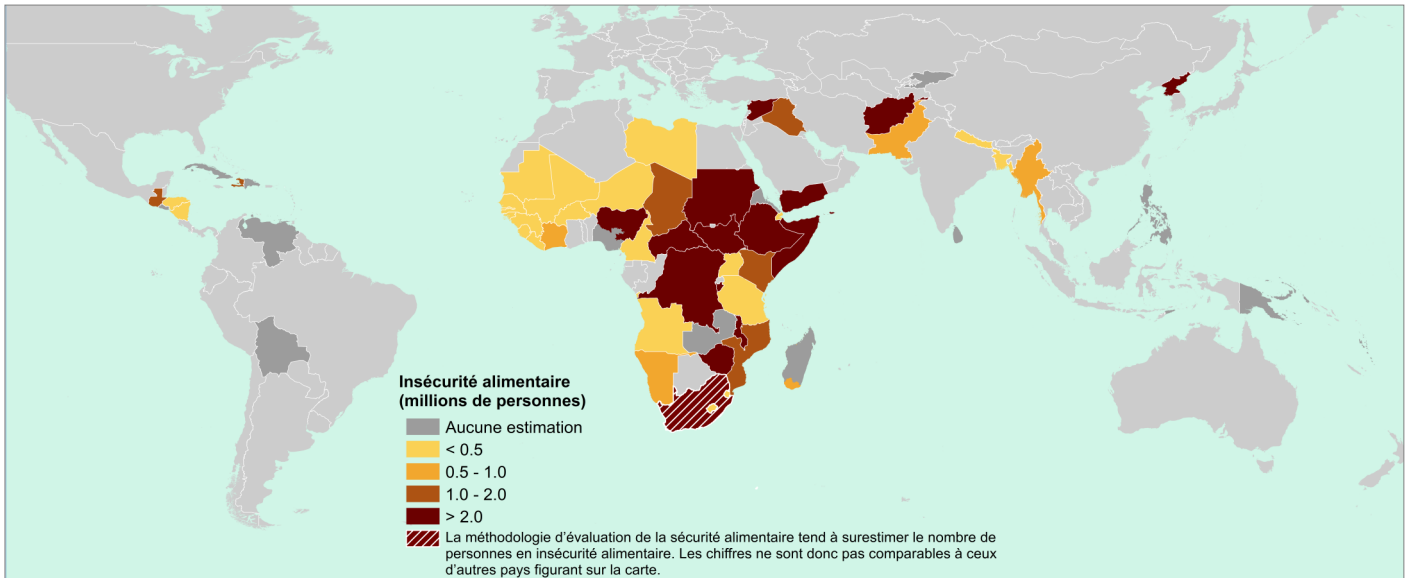 Insécurité alimentaire
(millions de personnes)
Aucune estimation
< 0.5
0.5 - 1.0
1.0 - 2.0
> 2.0
La méthodologie d'évaluation de la sécurité alimentaire tend à surestimer le nombre de
personnes en insécurité alimentaire. Les chiffres ne sont donc pas comparables à ceux
d'autres pays figurant sur la carte.